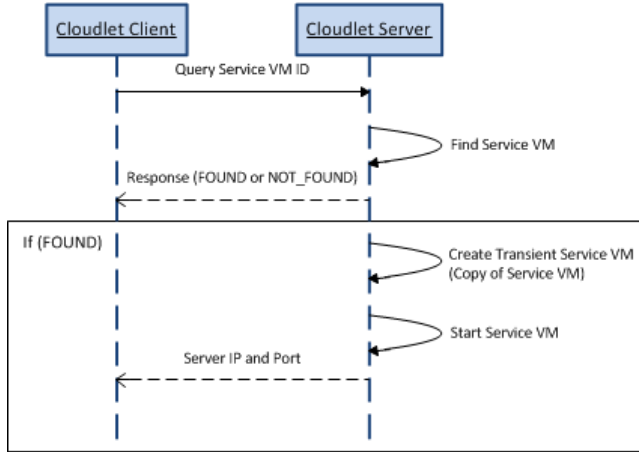 Cloudlet Client
Cloudlet Server
Query Service VM ID
Find Service VM
Response (FOUND or NOT_FOUND)
If (FOUND)
Create Transient Service VM
(Copy of Service VM)
Start Service VM
Server IP and Port